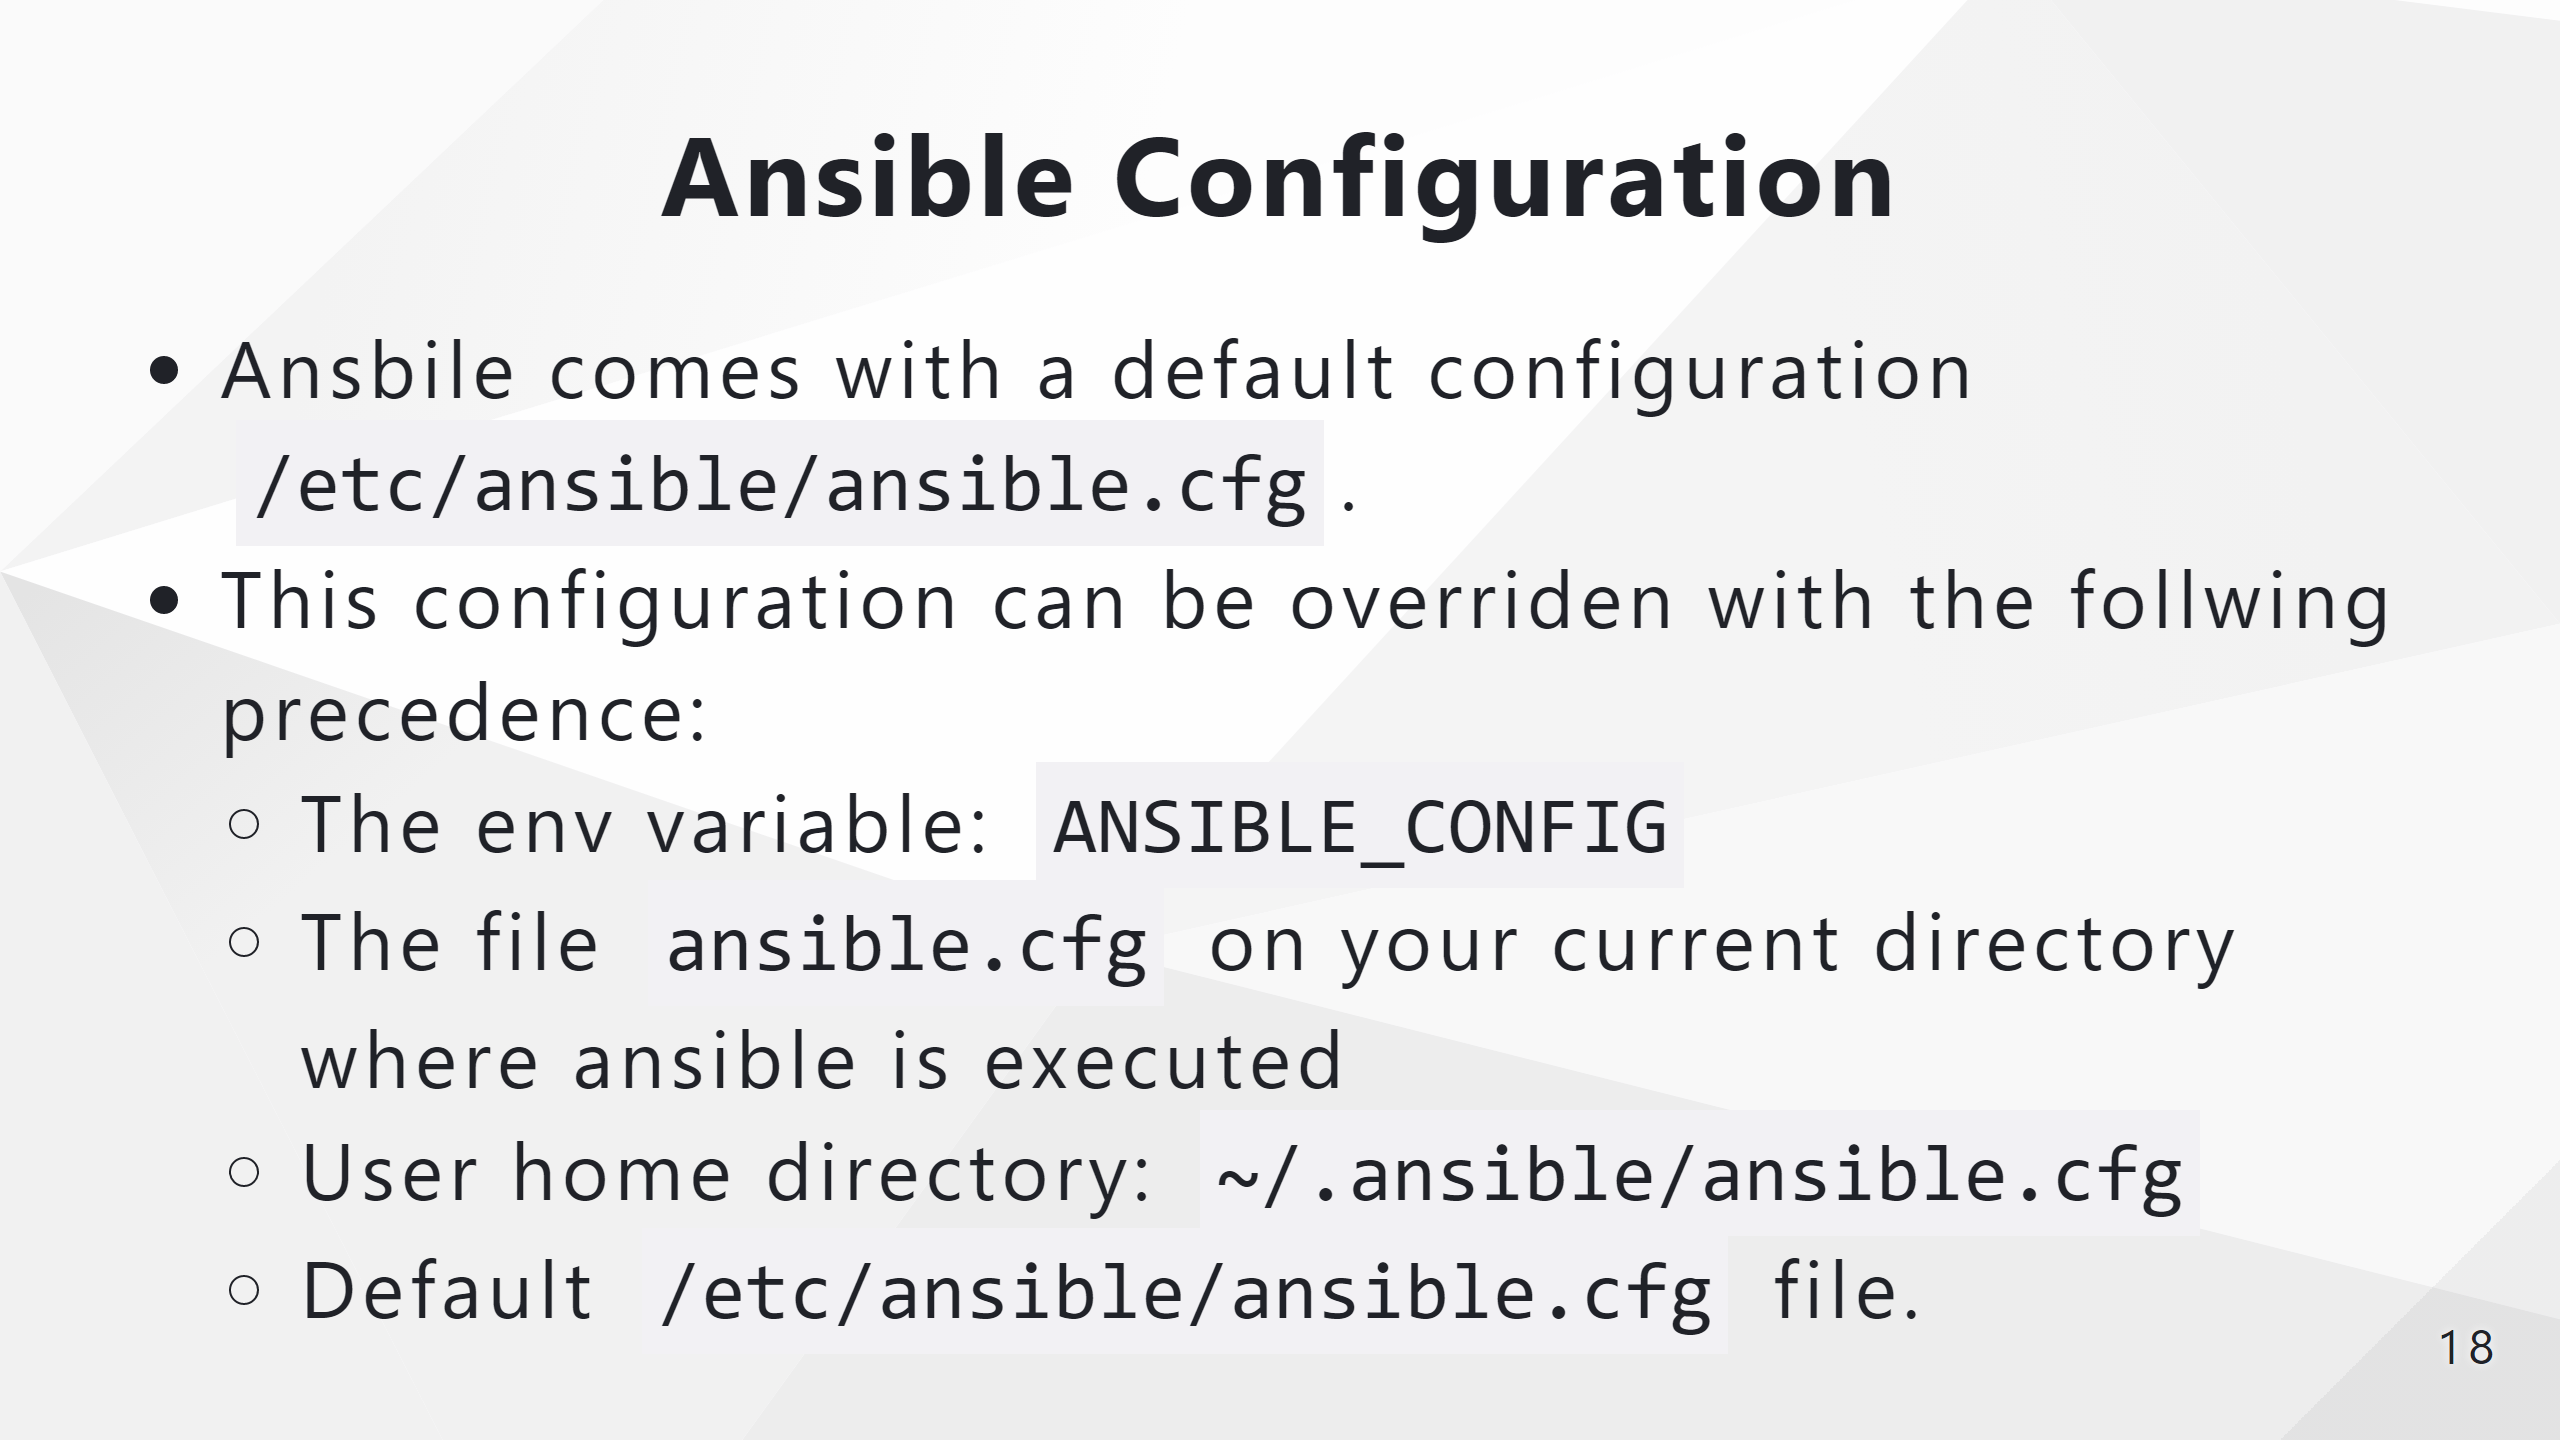 Ansible Configuration
• Ansbile comes with a default configuration
/etc/ansible/ansible.cfg .
• This configuration can be overriden with the follwing
precedence:
○ The env variable: ANSIBLE_CONFIG
○ The file ansible.cfg on your current directory
where ansible is executed
○ User home directory: ~/.ansible/ansible.cfg
○ Default /etc/ansible/ansible.cfg file.
18